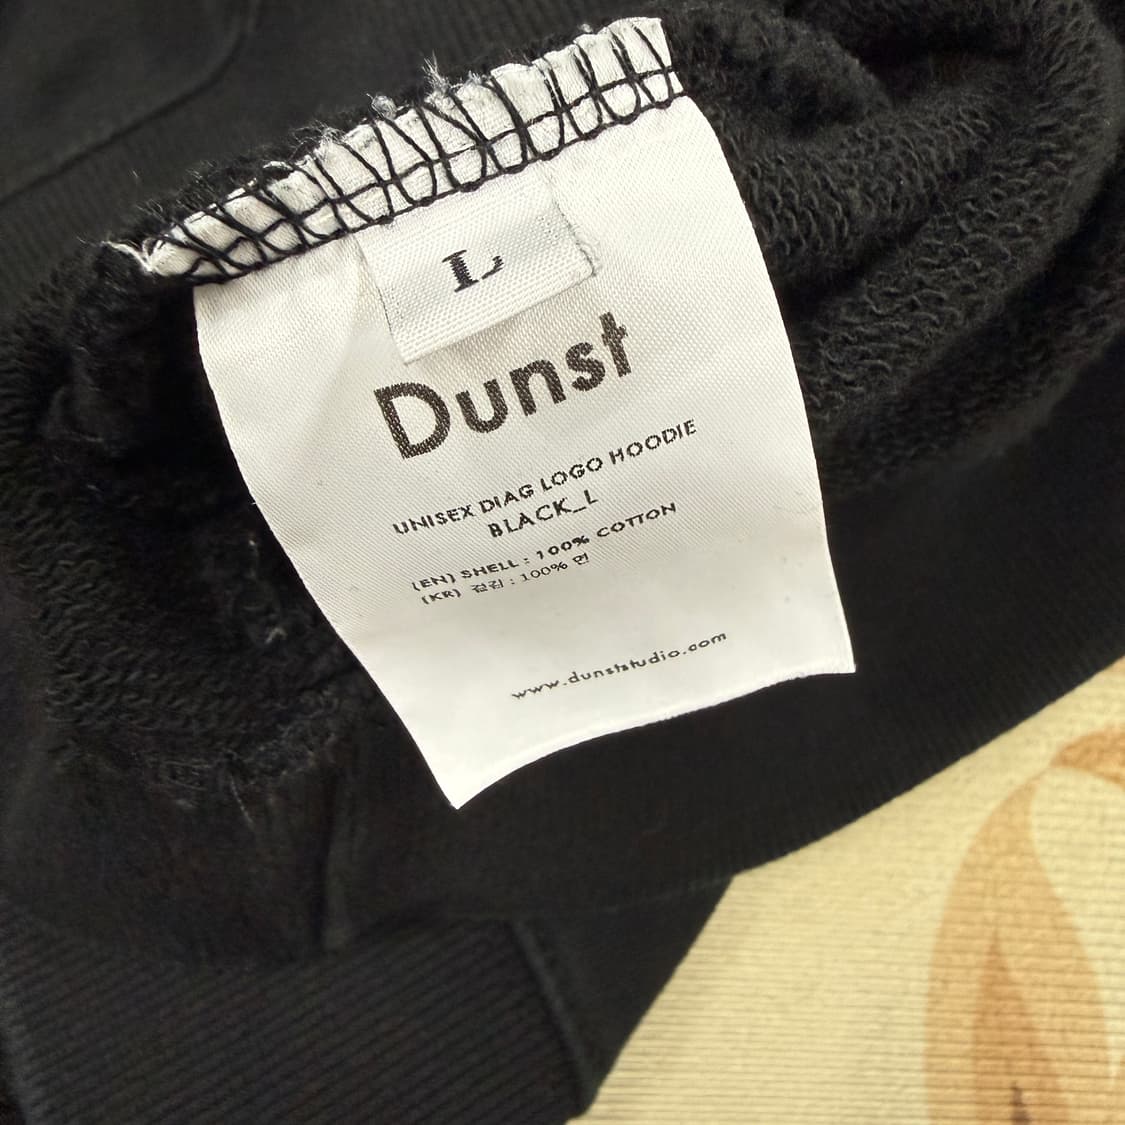 L
Dunst
UNISEX DIAG LOGO HOODIE
BLACK_L
(EN) SHELL : 100% COTTON
(KR) 겉감 : 100% 면
www.dunststudio.com